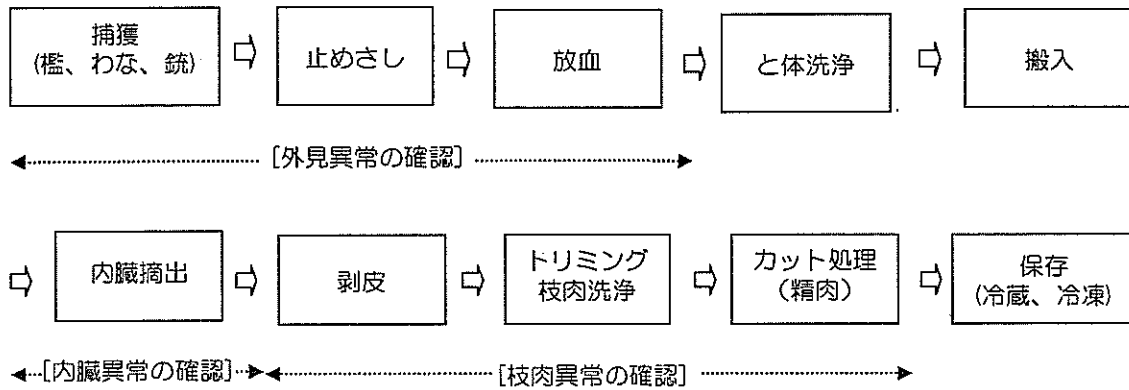 捕獲
(檻、わな、銃)
止めさし
放血
と体洗浄
搬入
[外見異常の確認]
内臓摘出
剥皮
ドリミング
枝肉洗浄
カット処理
(精肉)
保存
(冷蔵、冷凍)
[内臓異常の確認]
[枝肉異常の確認]